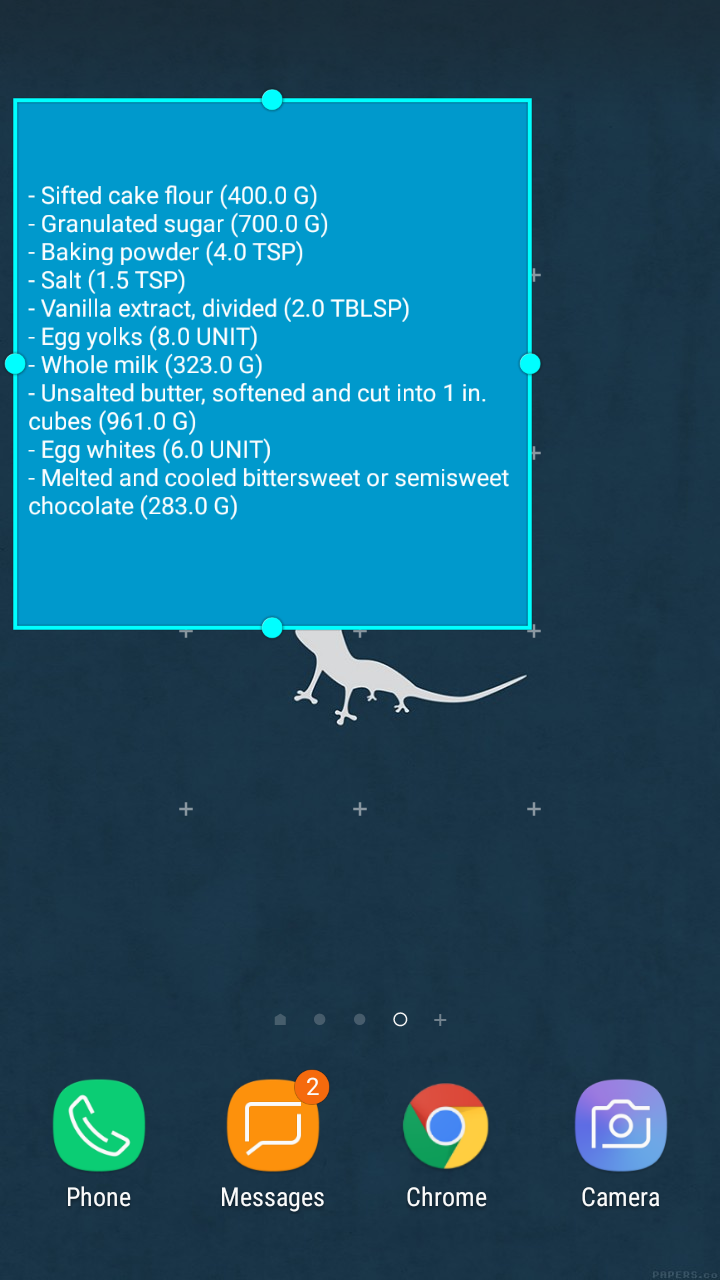 - Sifted cake flour (400.0 G)
- Granulated sugar (700.0 G)
- Baking powder (4.0 TSP)
- Salt (1.5 TSP)
- Vanilla extract, divided (2.0 TBLSP)
- Egg yolks (8.0 UNIT)
- Whole milk (323.0 G)
- Unsalted butter, softened and cut into 1 in.
cubes (961.0 G)
- Egg whites (6.0 UNIT)
- Melted and cooled bittersweet or semisweet
chocolate (283.0 G)
2
Phone
Messages
Chrome
Camera
PAPERS.co